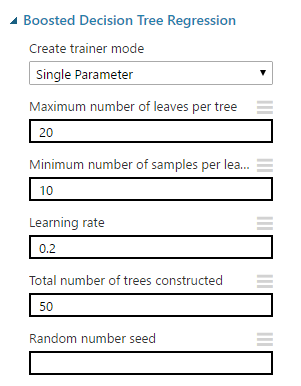 Boosted Decision Tree Regression
Create trainer mode
Single Parameter
Maximum number of leaves per tree
20
Minimum number of samples per lea...
10
Learning rate
0.2
Total number of trees constructed
50
Random number seed